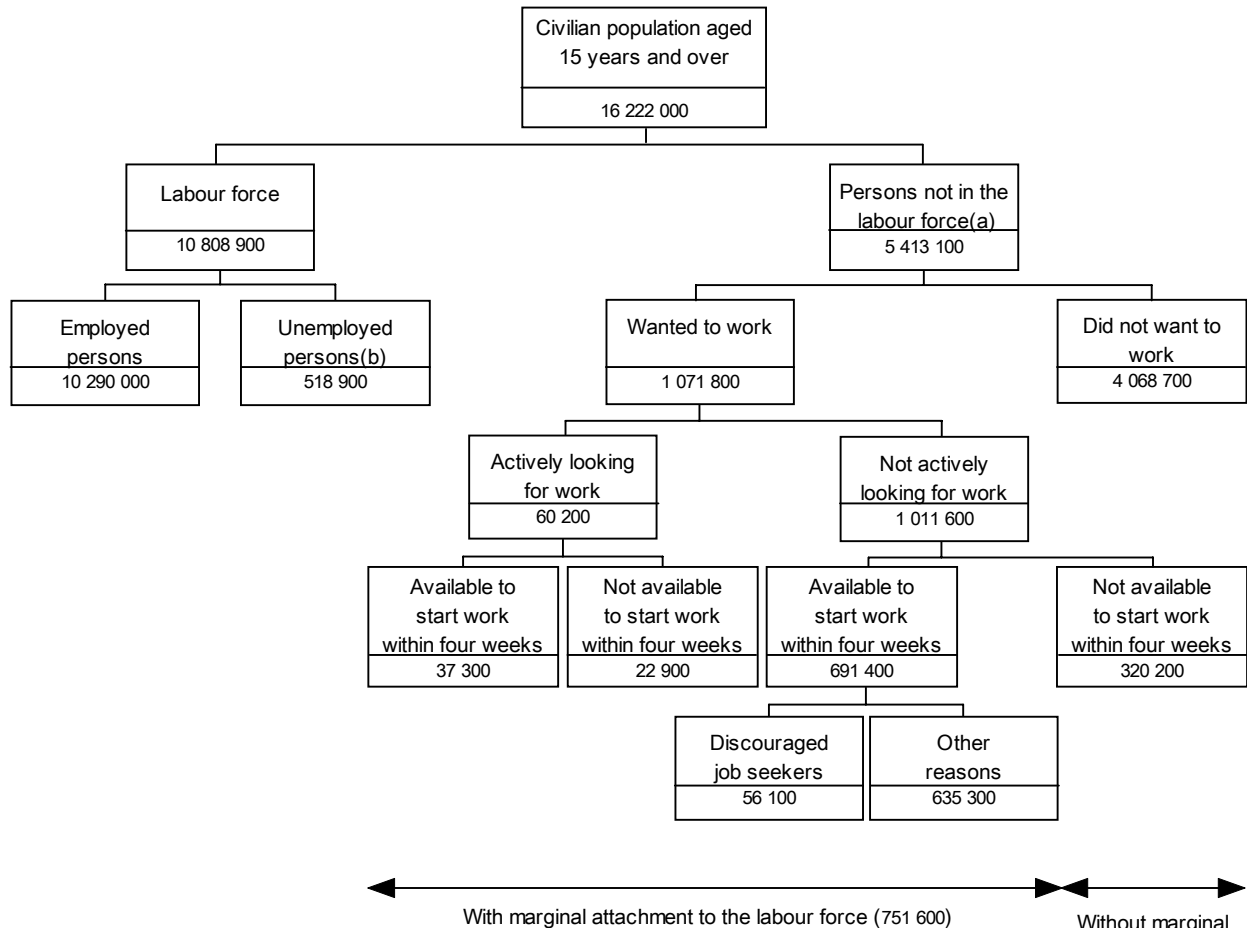 Civilian population aged
15 years and over
16 222 000
Labour force
10 808 900
Persons not in the
labour force(a)
5 413 100
Employed
persons
10 290 000
Unemployed
persons(b)
518 900
Wanted to work
1 071 800
Did not want to
work
4 068 700
Actively looking
for work
60 200
Not actively
looking for work
1 011 600
Available to
start work
within four weeks
37 300
Not available
to start work
within four weeks
22 900
Available to
start work
within four weeks
691 400
Not available
to start work
within four weeks
320 200
Discouraged
job seekers
56 100
Other
reasons
635 300
With marginal attachment to the labour force (751 600)
Without marginal